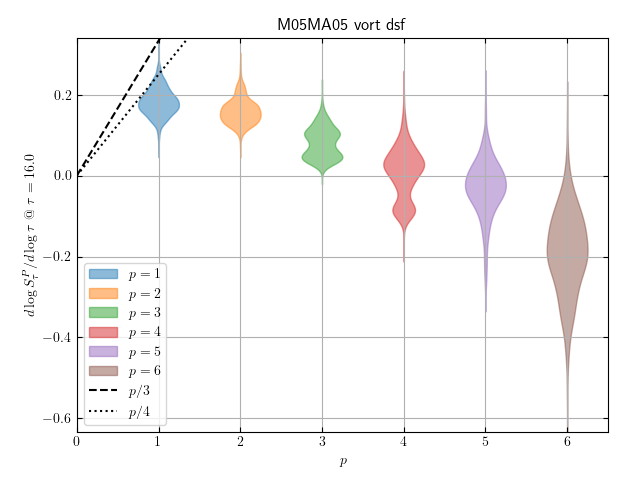 M05MA05 vort dsf
d log S_τ^P / d log τ @ τ = 16.0
0.2
0.0
−0.2
−0.4
−0.6
p = 1
p = 2
p = 3
p = 4
p = 5
p = 6
p/3
p/4
0 1 2 3 4 5 6
p